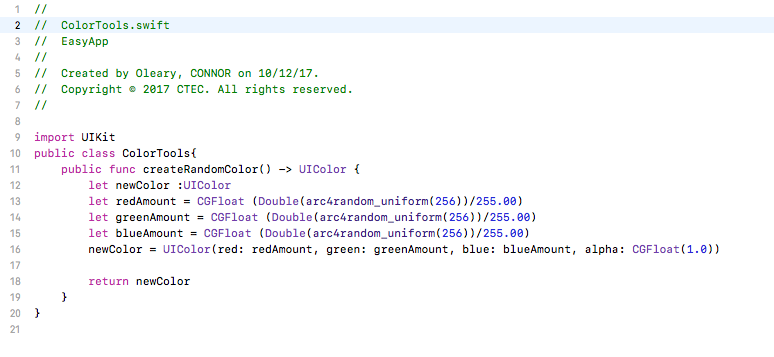 1 //
2 // ColorTools.swift
3 // EasyApp
4 //
5 // Created by Oleary, CONNOR on 10/12/17.
6 // Copyright © 2017 CTEC. All rights reserved.
7 //
8
9 import UIKit
10 public class ColorTools{
11     public func createRandomColor() -> UIColor {
12         let newColor :UIColor
13         let redAmount = CGFloat (Double(arc4random_uniform(256))/255.00)
14         let greenAmount = CGFloat (Double(arc4random_uniform(256))/255.00)
15         let blueAmount = CGFloat (Double(arc4random_uniform(256))/255.00)
16         newColor = UIColor(red: redAmount, green: greenAmount, blue: blueAmount, alpha: CGFloat(1.0))
17
18         return newColor
19     }
20 }
21